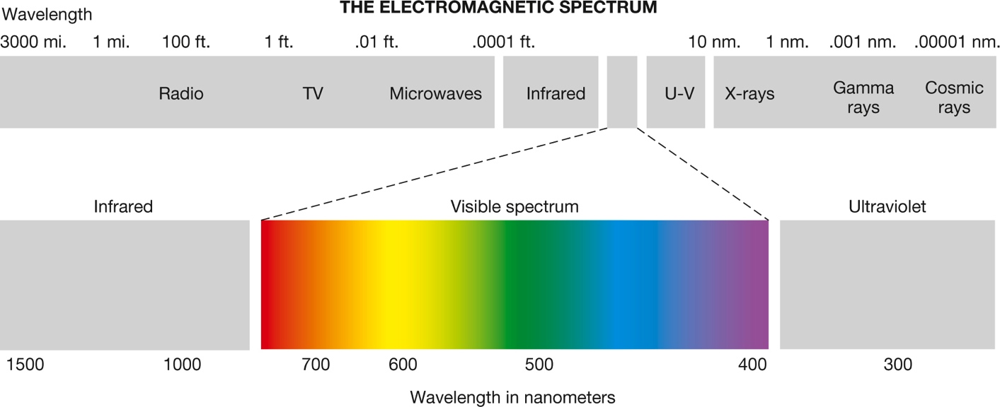 THE ELECTROMAGNETIC SPECTRUM
Wavelength
3000 mi. 1 mi. 100 ft. 1 ft. .01 ft. .0001 ft. 10 nm. 1 nm. .001 nm. .00001 nm.
Radio TV Microwaves Infrared U-V X-rays Gamma rays Cosmic rays
Infrared Visible spectrum Ultraviolet
1500 1000 700 600 500 400 300
Wavelength in nanometers